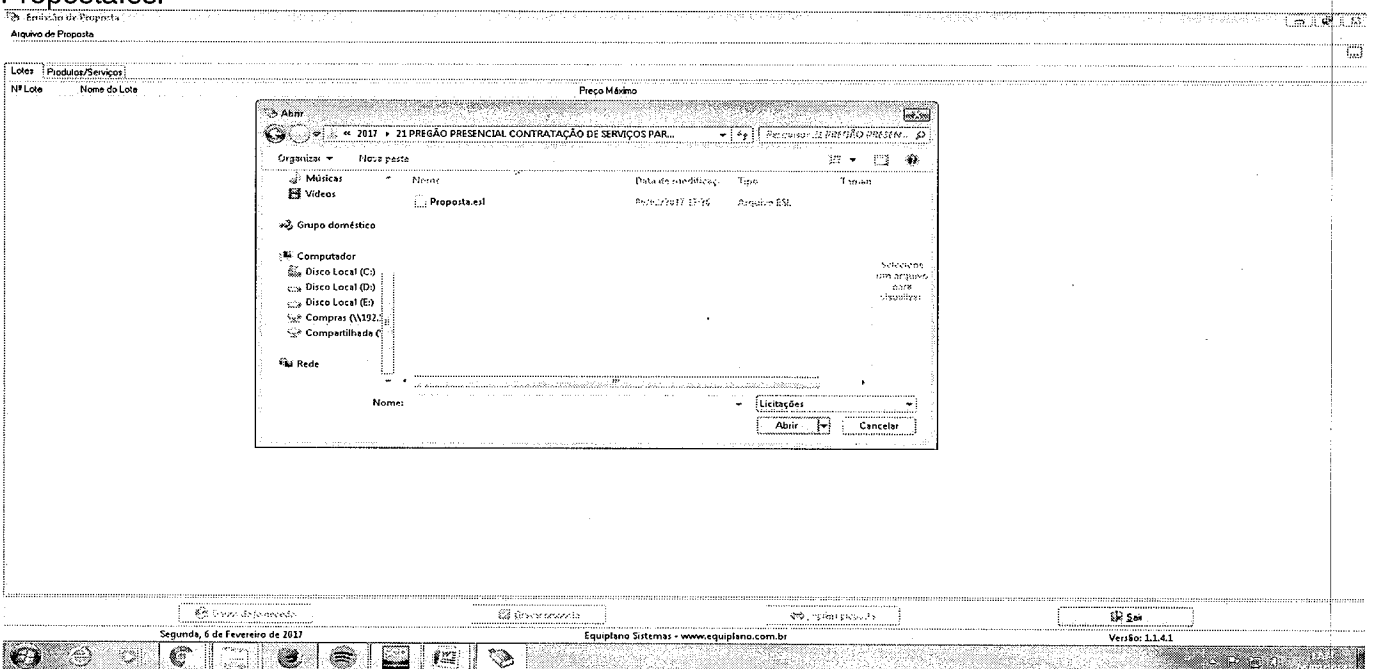 Proposta.esl
Emissão de Proposta
Arquivo de Proposta
Lotes Produtos/Serviços
Nº Lote Nome do Lote Preço Máximo
Abrir
« 2017 ▸ 21 PREGÃO PRESENCIAL CONTRATAÇÃO DE SERVIÇOS PAR...
Organizar Nova pasta
Músicas
Nome Data de modificaç... Tipo
Vídeos
Proposta.esl Arquivo ESL
Grupo doméstico
Computador
Disco Local (C:)
Disco Local (D:)
Disco Local (E:)
Compras (\\192.
Compartilhada (
Rede
Selecione
um arquivo
para
visualizar
Nome: Licitações
Abrir Cancelar
Sair
Segunda, 6 de Fevereiro de 2017 Equiplano Sistemas - www.equiplano.com.br Versão: 1.1.4.1